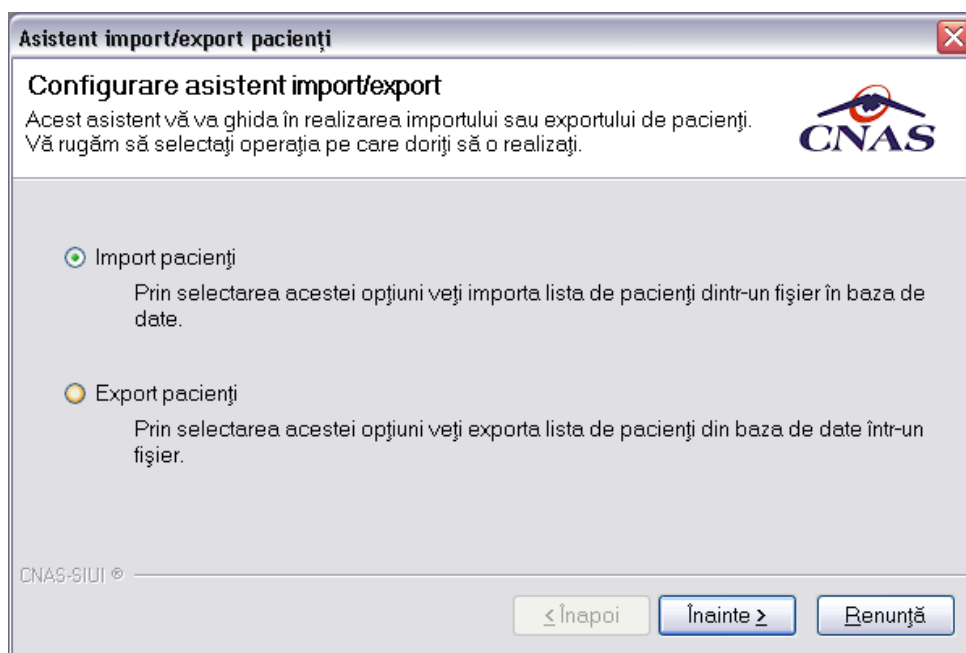 Asistent import/export pacienţi
Configurare asistent import/export
Acest asistent vă va ghida în realizarea importului sau exportului de pacienţi.
Vă rugăm să selectaţi operaţia pe care doriţi să o realizaţi.
CNAS
Import pacienţi
Prin selectarea acestei opţiuni veţi importa lista de pacienţi dintr-un fişier în baza de
date.
Export pacienţi
Prin selectarea acestei opţiuni veţi exporta lista de pacienţi din baza de date într-un
fişier.
CNAS-SIUI ®
< Înapoi
Înainte >
Renunţă